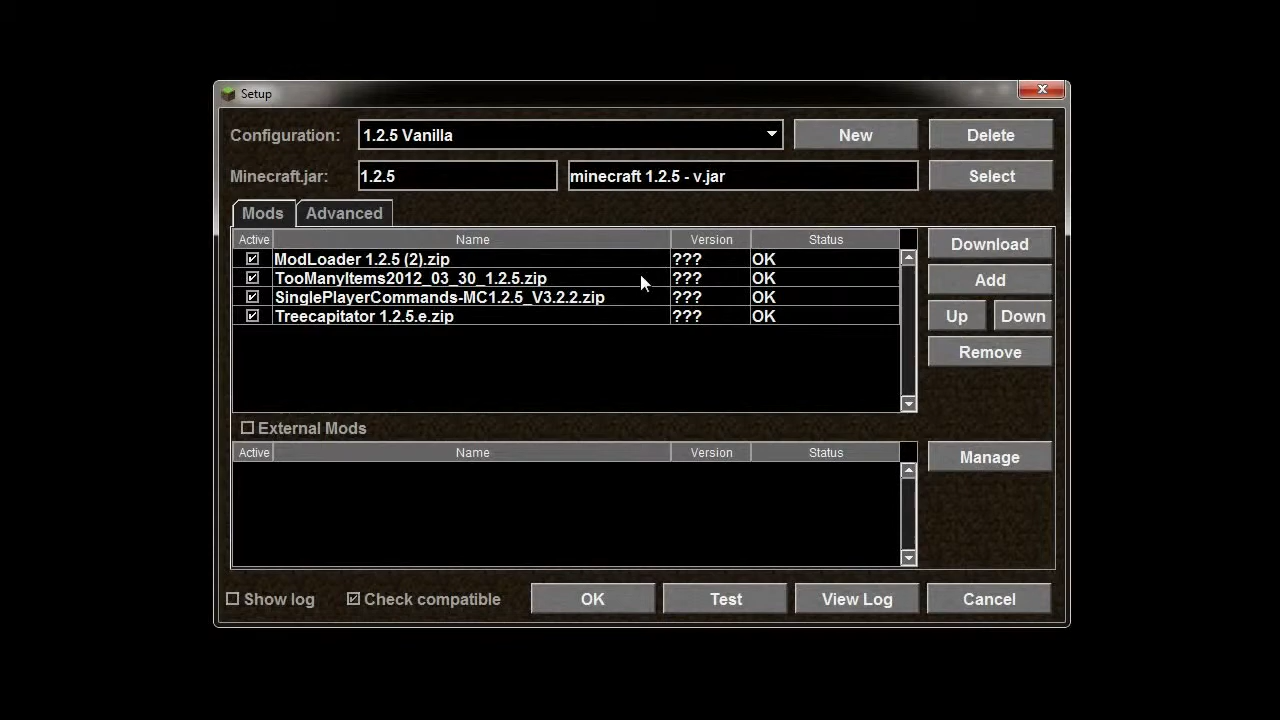 Setup
Configuration: 1.2.5 Vanilla New Delete
Minecraft.jar: 1.2.5 minecraft 1.2.5 - v.jar Select
Mods Advanced
Active Name Version Status
ModLoader 1.2.5 (2).zip ??? OK
TooManyItems2012_03_30_1.2.5.zip ??? OK
SinglePlayerCommands-MC1.2.5_V3.2.2.zip ??? OK
Treecapitator 1.2.5.e.zip ??? OK
Download
Add
Up Down
Remove
External Mods
Active Name Version Status
Manage
Show log Check compatible OK Test View Log Cancel